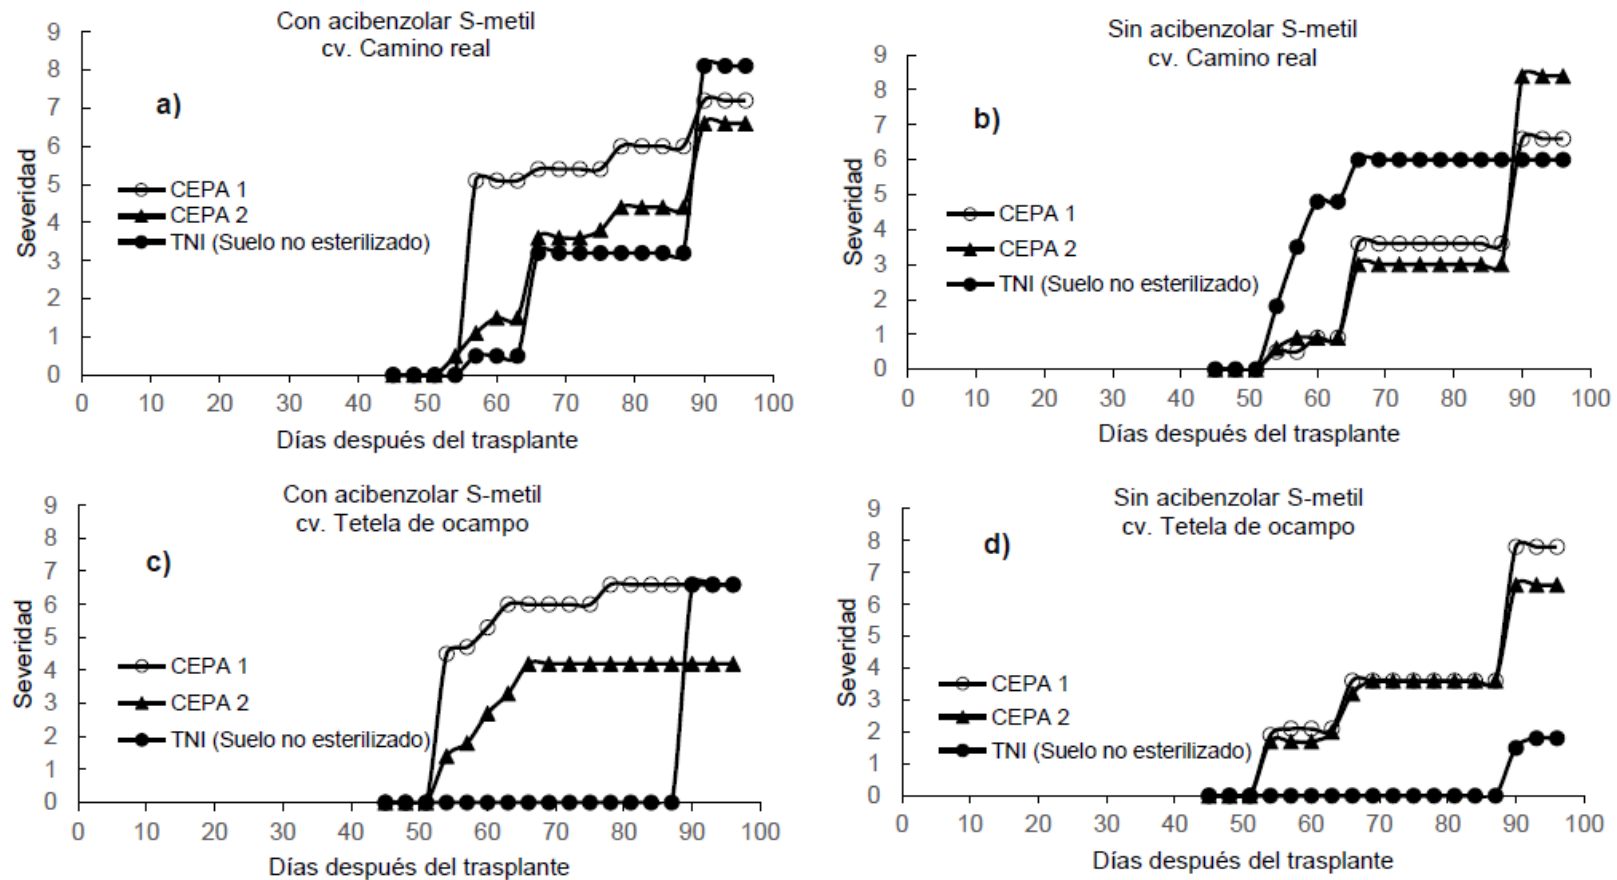 Con acibenzolar S-metil
cv. Camino real
a)
Severidad
9
8
7
6
5
4
3
2
1
0
CEPA 1
CEPA 2
TNI (Suelo no esterilizado)
0 10 20 30 40 50 60 70 80 90 100
Días después del trasplante
Sin acibenzolar S-metil
cv. Camino real
b)
Severidad
9
8
7
6
5
4
3
2
1
0
CEPA 1
CEPA 2
TNI (Suelo no esterilizado)
0 10 20 30 40 50 60 70 80 90 100
Días después del trasplante
Con acibenzolar S-metil
cv. Tetela de ocampo
c)
Severidad
9
8
7
6
5
4
3
2
1
0
CEPA 1
CEPA 2
TNI (Suelo no esterilizado)
0 10 20 30 40 50 60 70 80 90 100
Días después del trasplante
Sin acibenzolar S-metil
cv. Tetela de ocampo
d)
Severidad
9
8
7
6
5
4
3
2
1
0
CEPA 1
CEPA 2
TNI (Suelo no esterilizado)
0 10 20 30 40 50 60 70 80 90 100
Días después del trasplante